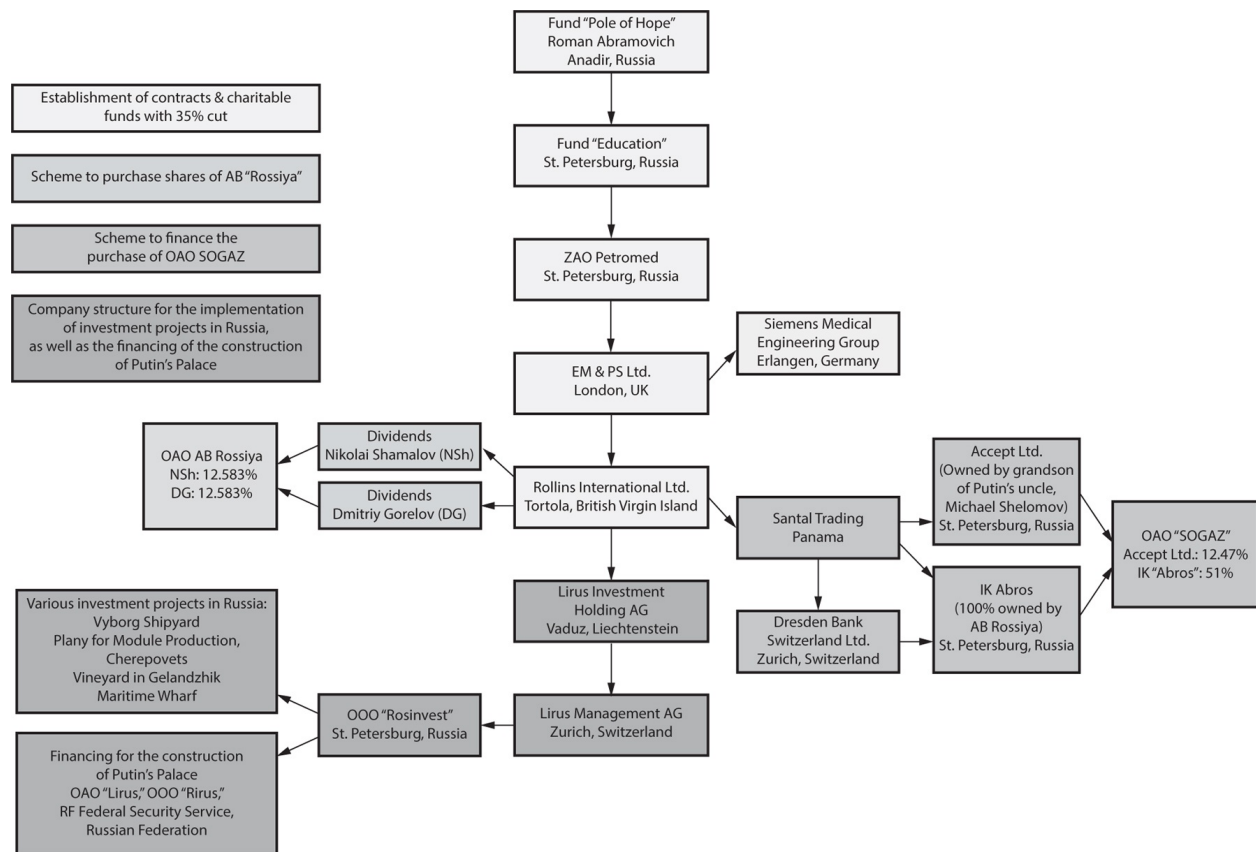 Fund “Pole of Hope”
Roman Abramovich
Anadir, Russia
Establishment of contracts & charitable
funds with 35% cut
Scheme to purchase shares of AB “Rossiya”
Scheme to finance the
purchase of OAO SOGAZ
Company structure for the implementation
of investment projects in Russia,
as well as the financing of the construction
of Putin’s Palace
Fund “Education”
St. Petersburg, Russia
ZAO Petromed
St. Petersburg, Russia
Siemens Medical
Engineering Group
Erlangen, Germany
EM & PS Ltd.
London, UK
OAO AB Rossiya
NSh: 12.583%
DG: 12.583%
Dividends
Nikolai Shamalov (NSh)
Dividends
Dmitriy Gorelov (DG)
Rollins International Ltd.
Tortola, British Virgin Island
Santal Trading
Panama
Accept Ltd.
(Owned by grandson
of Putin’s uncle,
Michael Shelomov)
St. Petersburg, Russia
OAO “SOGAZ”
Accept Ltd.: 12.47%
IK “Abros”: 51%
IK Abros
(100% owned by
AB Rossiya)
St. Petersburg, Russia
Dresden Bank
Switzerland Ltd.
Zurich, Switzerland
Lirus Investment
Holding AG
Vaduz, Liechtenstein
Lirus Management AG
Zurich, Switzerland
OOO “Rosinvest”
St. Petersburg, Russia
Various investment projects in Russia:
Vyborg Shipyard
Plany for Module Production,
Cherepovets
Vineyard in Gelandzhik
Maritime Wharf
Financing for the construction
of Putin’s Palace
OAO “Lirus,” OOO “Rirus,”
RF Federal Security Service,
Russian Federation